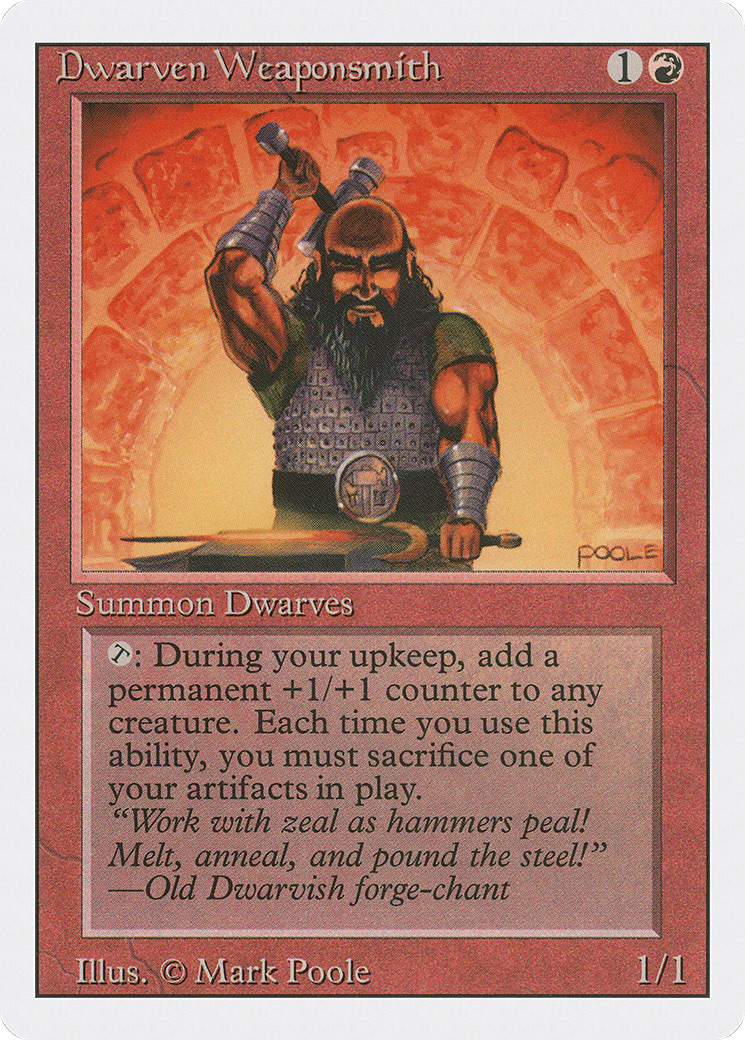 Dwarven Weaponsmith 1
POOLE
Summon Dwarves
T: During your upkeep, add a
permanent +1/+1 counter to any
creature. Each time you use this
ability, you must sacrifice one of
your artifacts in play.
“Work with zeal as hammers peal!
Melt, anneal, and pound the steel!”
—Old Dwarvish forge-chant
Illus. © Mark Poole 1/1